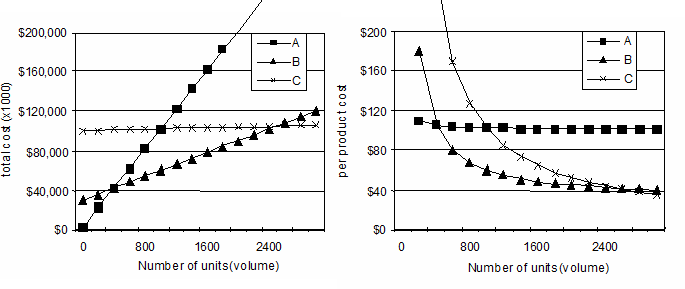 $200,000
$160,000
$120,000
$80,000
$40,000
$0
total cost (x1000)
0
800
1600
2400
Number of units(volume)
A
B
C
$200
$160
$120
$80
$40
$0
per product cost
0
800
1600
2400
Number of units(volume)
A
B
C